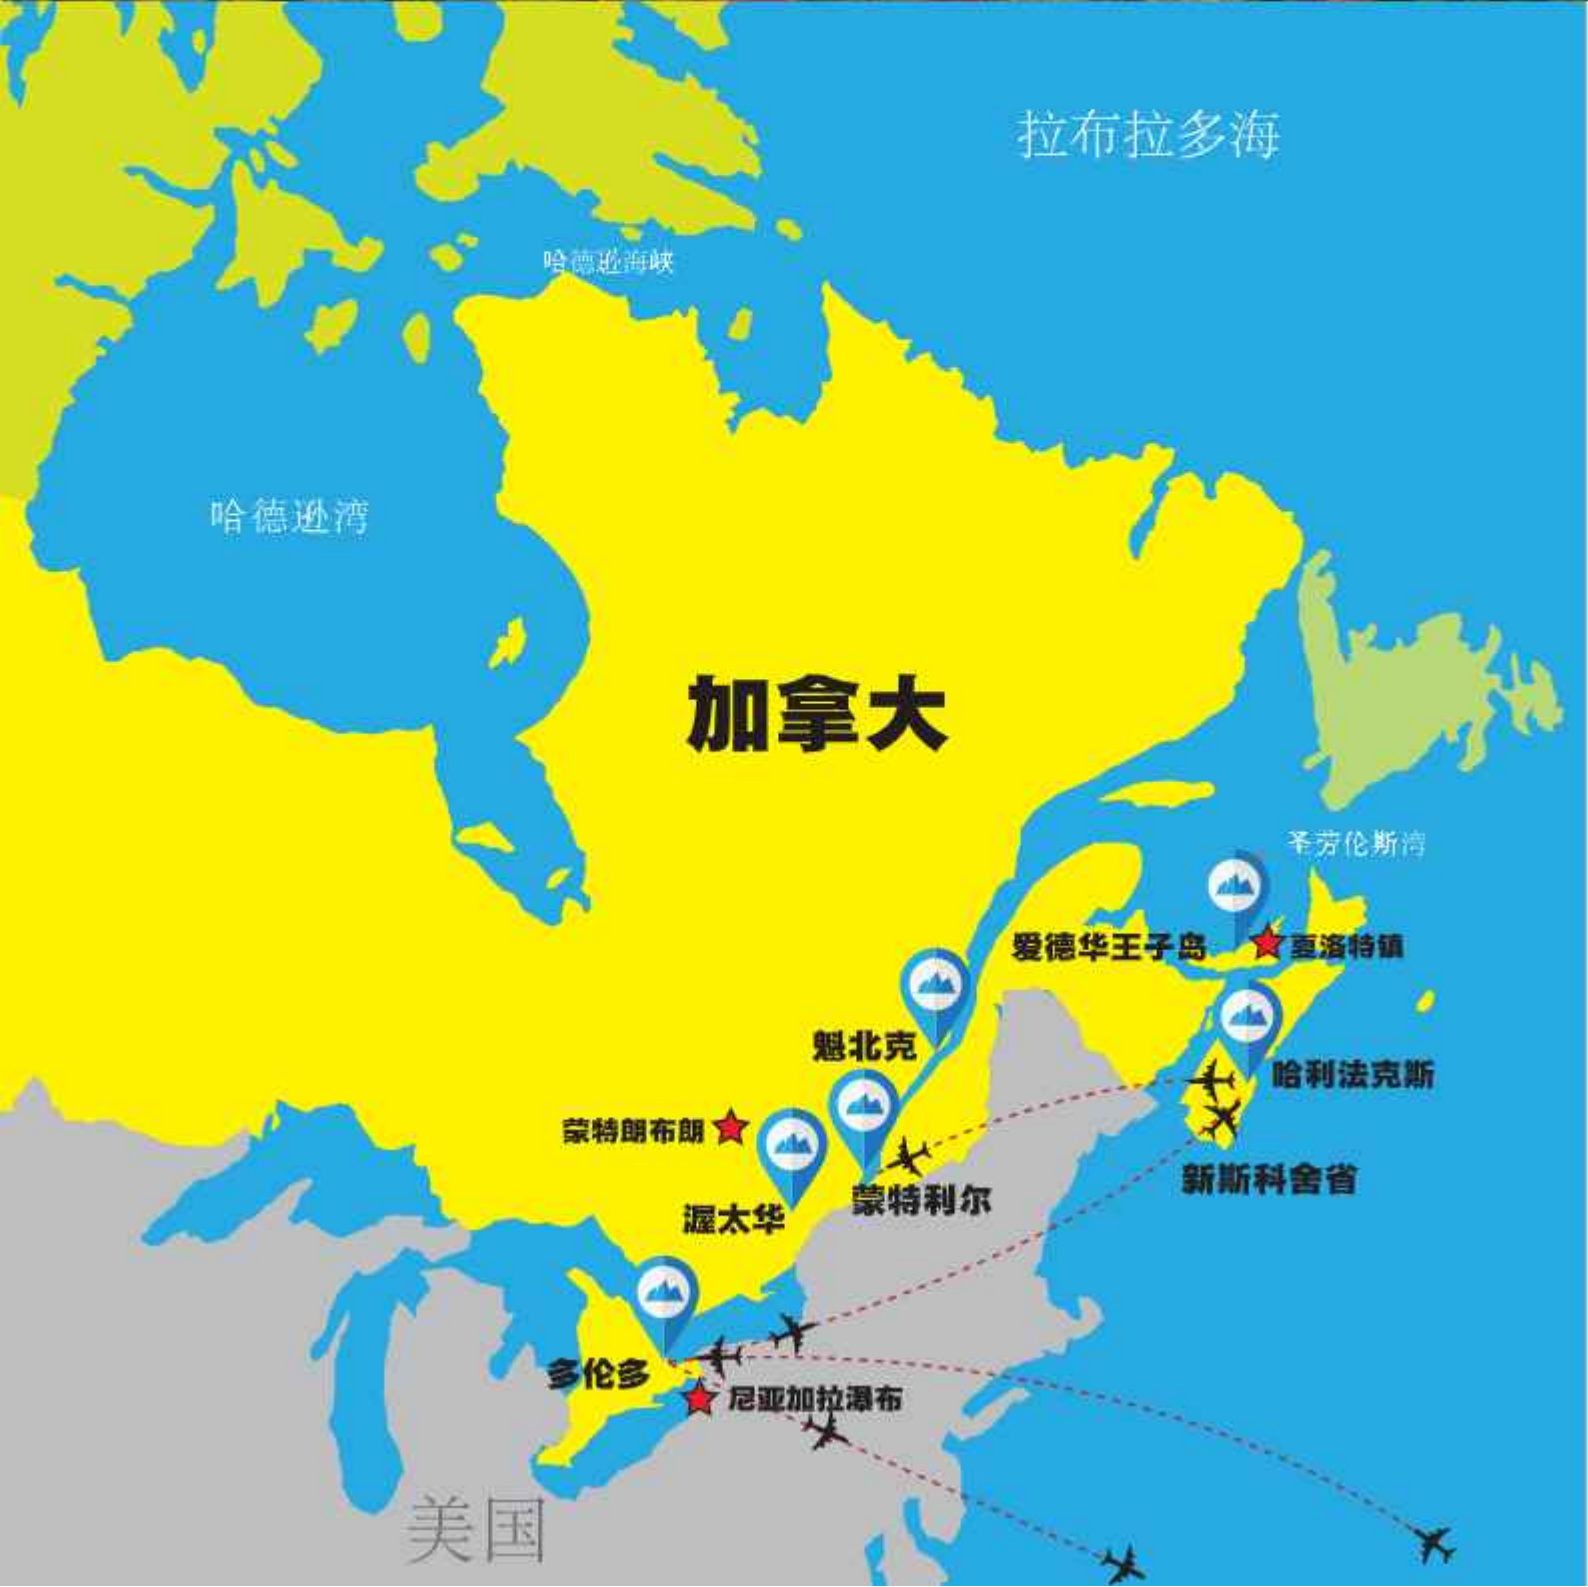 拉布拉多海
哈德逊海峡
哈德逊湾
加拿大
圣劳伦斯湾
爱德华王子岛
夏洛特镇
魁北克
哈利法克斯
蒙特朗布朗
新斯科舍省
蒙特利尔
渥太华
多伦多
尼亚加拉瀑布
美国